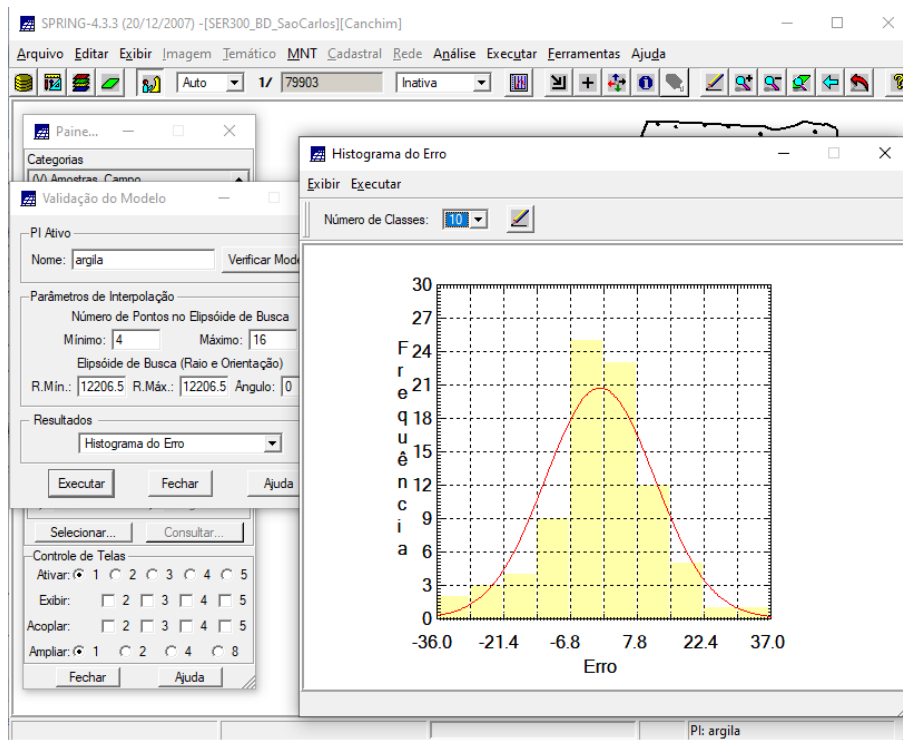 SPRING-4.3.3 (20/12/2007) -[SER300_BD_SaoCarlos][Canchim]
Arquivo Editar Exibir Imagem Temático MNT Cadastral Rede Análise Executar Ferramentas Ajuda
Auto 1/ 79903 Inativa
Paine...
Categorias
(V) Amostras_Campo
Validação do Modelo
PI Ativo
Nome: argila Verificar Mode
Parâmetros de Interpolação
Número de Pontos no Elipsóide de Busca
Mínimo: 4 Máximo: 16
Elipsóide de Busca (Raio e Orientação)
R.Mín.: 12206.5 R.Máx.: 12206.5 Ângulo: 0
Resultados
Histograma do Erro
Executar Fechar Ajuda
Selecionar... Consultar...
Controle de Telas
Ativar: 1 2 3 4 5
Exibir: 2 3 4 5
Acoplar: 2 3 4 5
Ampliar: 1 2 4 8
Fechar Ajuda
Histograma do Erro
Exibir Executar
Número de Classes: 10
Frequência
30
27
24
21
18
15
12
9
6
3
0
-36.0 -21.4 -6.8 7.8 22.4 37.0
Erro
PI: argila